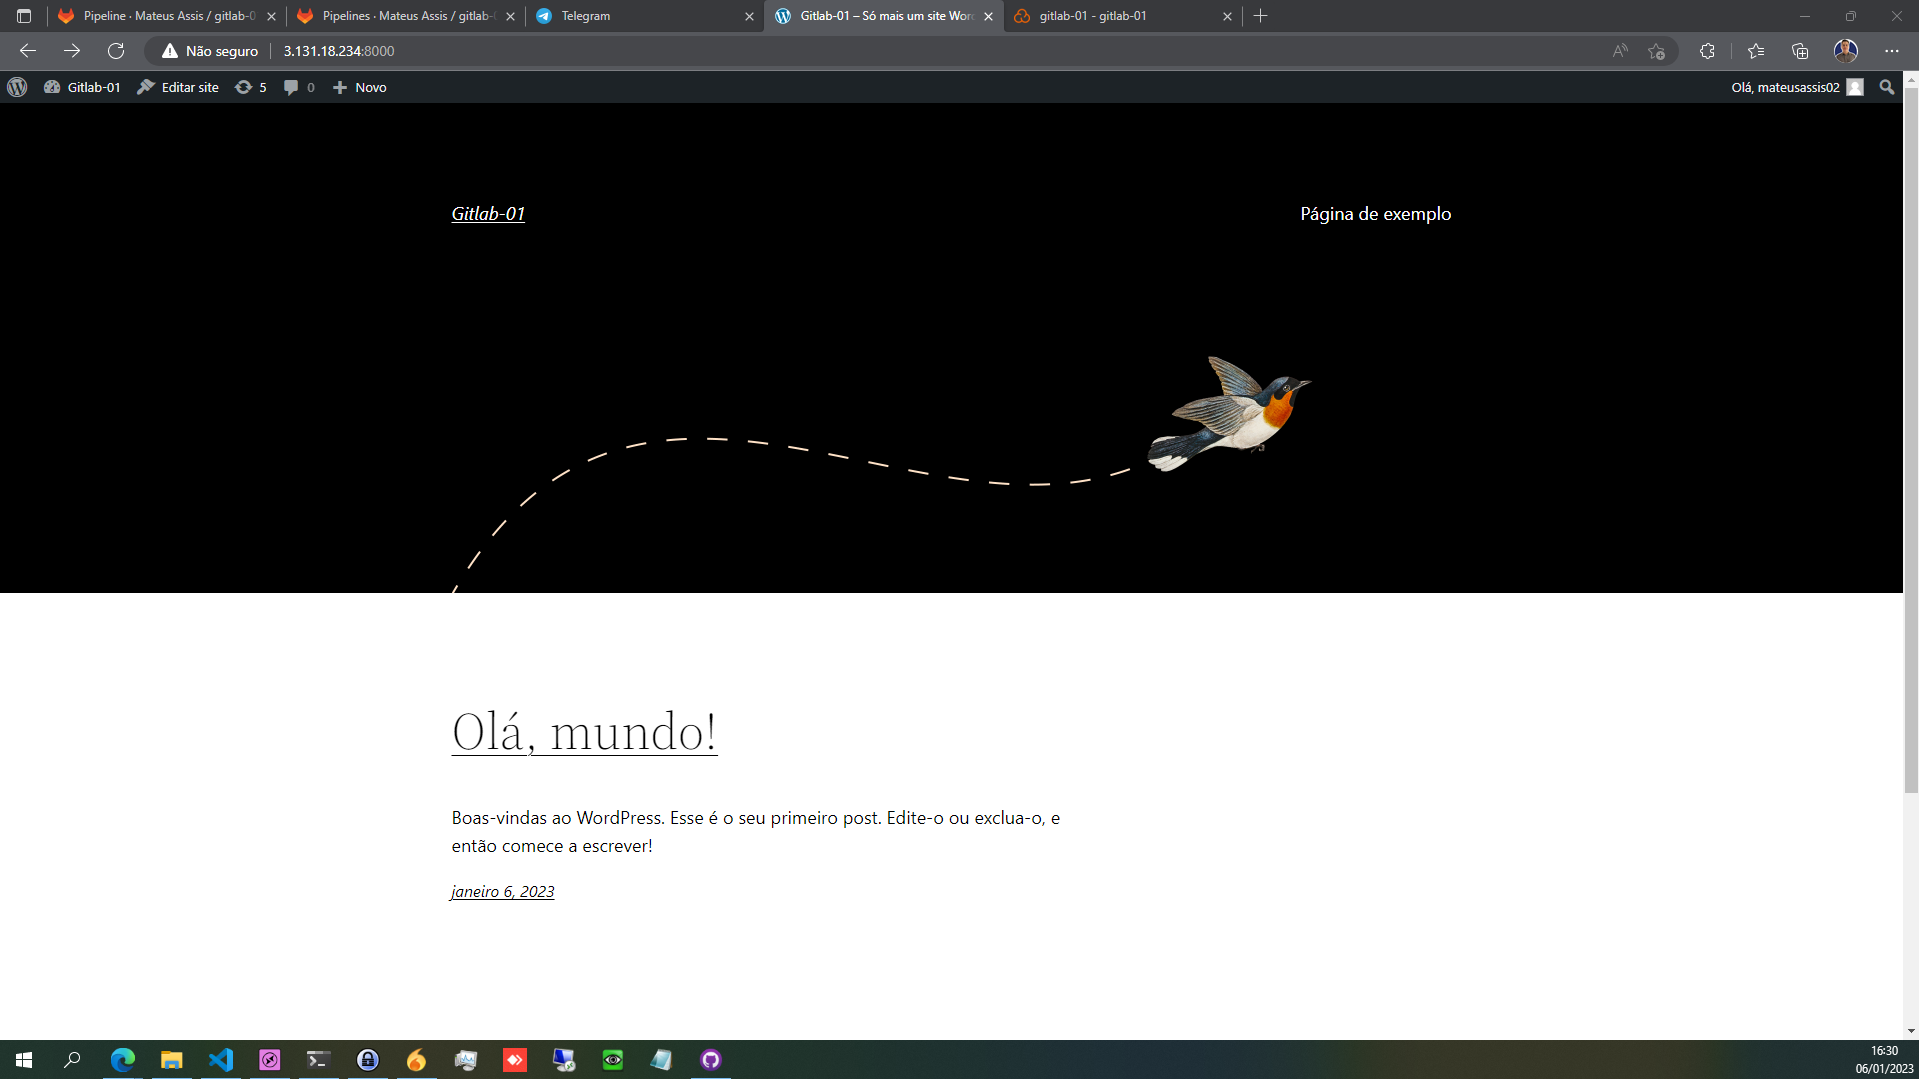 Pipeline · Mateus Assis / gitlab-0
Pipelines · Mateus Assis / gitlab-
Telegram
Gitlab-01 – Só mais um site Wor
gitlab-01 - gitlab-01
Não seguro
3.131.18.234:8000
Gitlab-01
Editar site
5
0
Novo
Olá, mateusassis02
Gitlab-01
Página de exemplo
Olá, mundo!
Boas-vindas ao WordPress. Esse é o seu primeiro post. Edite-o ou exclua-o, e
então comece a escrever!
janeiro 6, 2023
16:30
06/01/2023